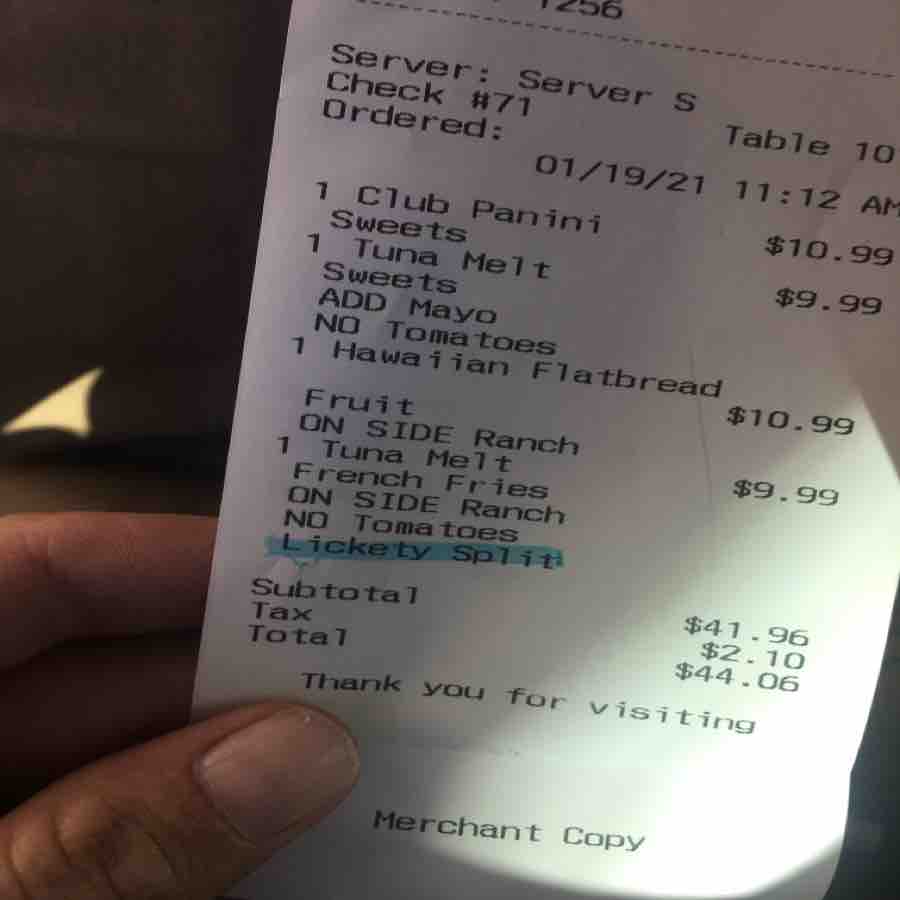 1256
Server: Server S
Check #71
Table 10
Ordered:
01/19/21 11:12 AM
1 Club Panini $10.99
Sweets
1 Tuna Melt $9.99
Sweets
ADD Mayo
NO Tomatoes
1 Hawaiian Flatbread
$10.99
Fruit
ON SIDE Ranch
1 Tuna Melt $9.99
French Fries
ON SIDE Ranch
NO Tomatoes
Lickety Split
Subtotal $41.96
Tax $2.10
Total $44.06
Thank you for visiting
Merchant Copy